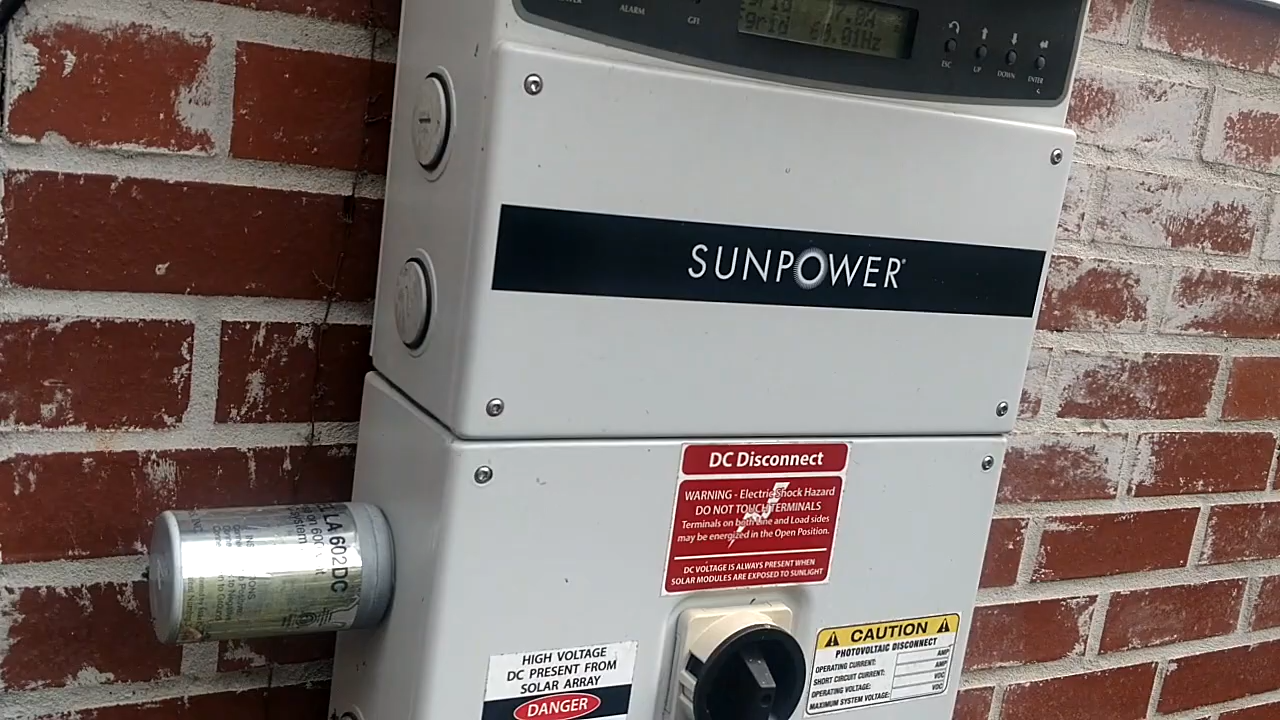 ALARM
GFI
grid 7.0A
grid 60.01Hz
ESC UP DOWN ENTER
SUNPOWER®
DC Disconnect
WARNING - Electric Shock Hazard
DO NOT TOUCH TERMINALS
Terminals on both Line and Load sides
may be energized in the Open Position.
DC VOLTAGE IS ALWAYS PRESENT WHEN
SOLAR MODULES ARE EXPOSED TO SUNLIGHT
LA602DC
HIGH VOLTAGE
DC PRESENT FROM
SOLAR ARRAY
DANGER
CAUTION
PHOTOVOLTAIC DISCONNECT
OPERATING CURRENT: AMP
SHORT CIRCUIT CURRENT: AMP
OPERATING VOLTAGE: VDC
MAXIMUM SYSTEM VOLTAGE: VDC